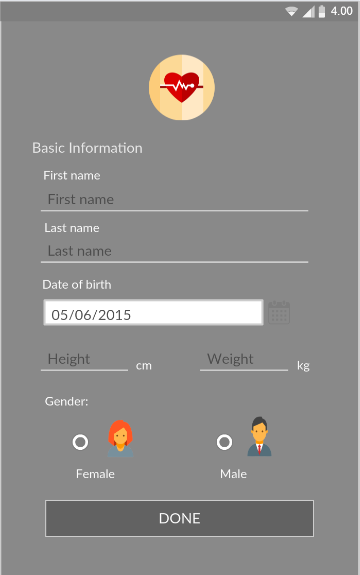 4.00
Basic Information
First name
First name
Last name
Last name
Date of birth
05/06/2015
Height cm Weight kg
Gender:
Female Male
DONE